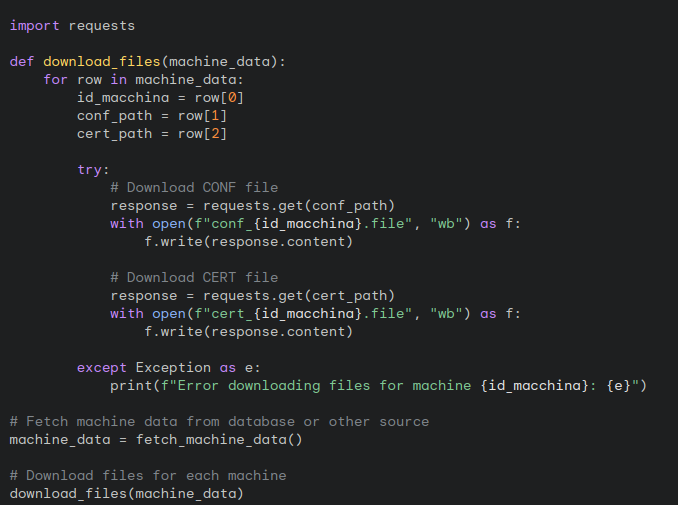 import requests

def download_files(machine_data):
    for row in machine_data:
        id_macchina = row[0]
        conf_path = row[1]
        cert_path = row[2]

        try:
            # Download CONF file
            response = requests.get(conf_path)
            with open(f"conf_{id_macchina}.file", "wb") as f:
                f.write(response.content)

            # Download CERT file
            response = requests.get(cert_path)
            with open(f"cert_{id_macchina}.file", "wb") as f:
                f.write(response.content)

        except Exception as e:
            print(f"Error downloading files for machine {id_macchina}: {e}")

# Fetch machine data from database or other source
machine_data = fetch_machine_data()

# Download files for each machine
download_files(machine_data)